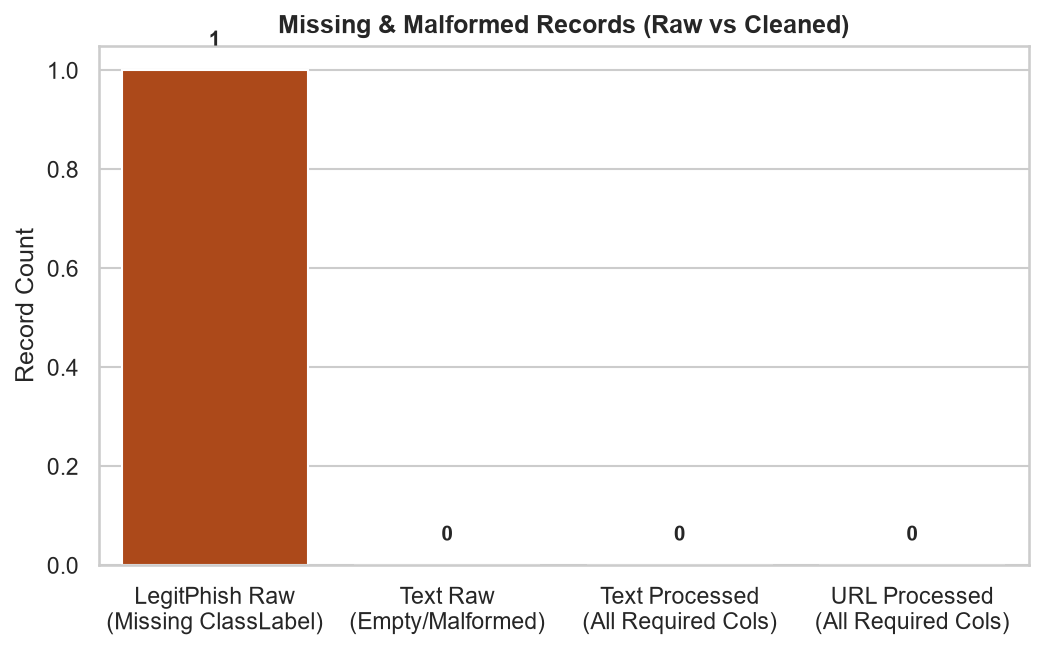 Missing & Malformed Records (Raw vs Cleaned)
1
1.0
0.8
0.6
0.4
0.2
0.0
Record Count
0
0
0
LegitPhish Raw
(Missing ClassLabel)
Text Raw
(Empty/Malformed)
Text Processed
(All Required Cols)
URL Processed
(All Required Cols)